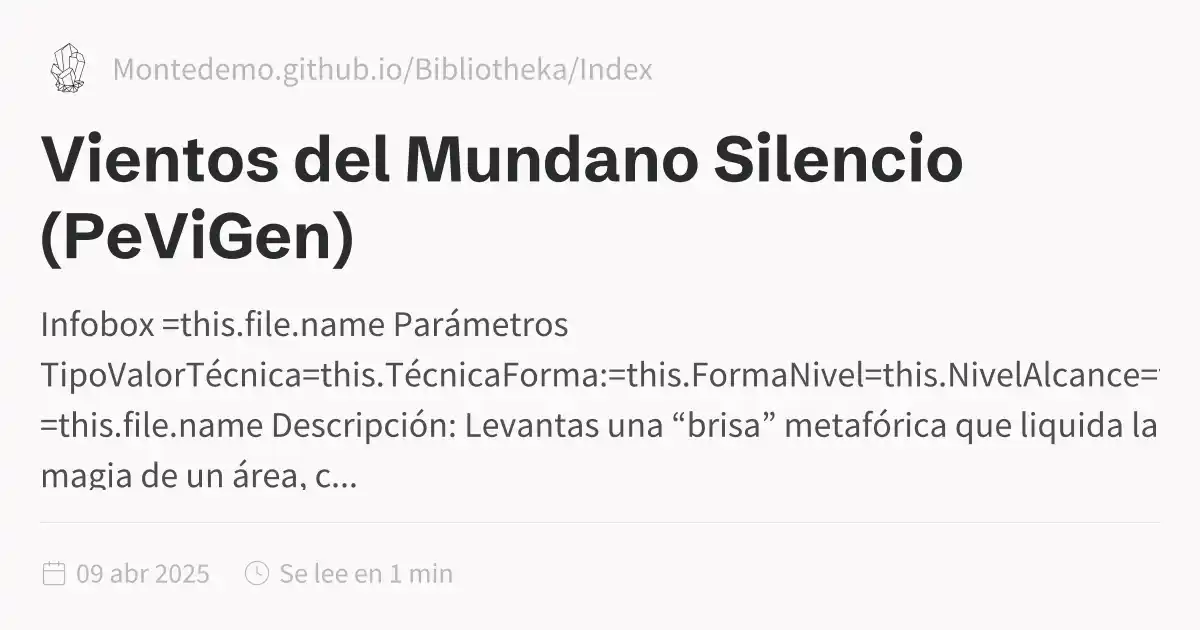 Montedemo.github.io/Bibliotheka/Index
Vientos del Mundano Silencio
(PeViGen)
Infobox =this.file.name Parámetros
TipoValorTécnica=this.TécnicaForma:=this.FormaNivel=this.NivelAlcance=
=this.file.name Descripción: Levantas una “brisa” metafórica que liquida la
magia de un área, c...
09 abr 2025
Se lee en 1 min